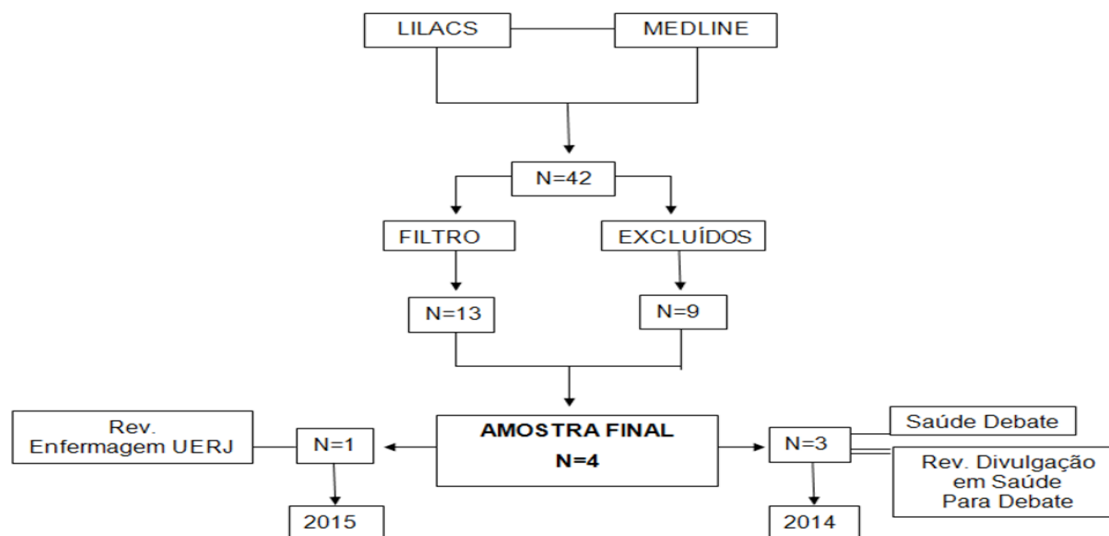 LILACS
MEDLINE
N=42
FILTRO
EXCLUÍDOS
N=13
N=9
Rev.
Enfermagem UERJ
N=1
AMOSTRA FINAL
N=4
N=3
Saúde Debate
Rev. Divulgação
em Saúde
Para Debate
2015
2014